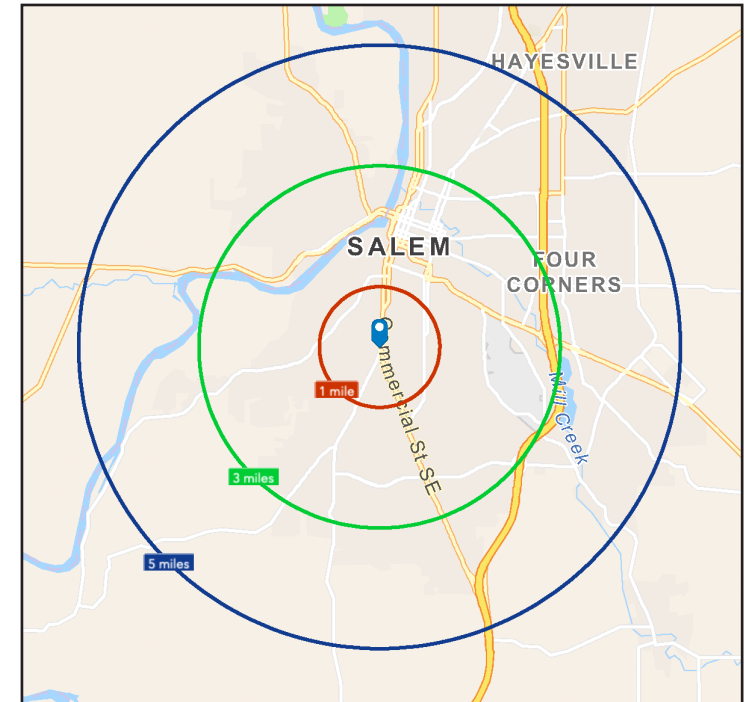 HAYESVILLE
SALEM
FOUR
CORNERS
Commercial St SE
1 mile
Mill Creek
3 miles
5 miles